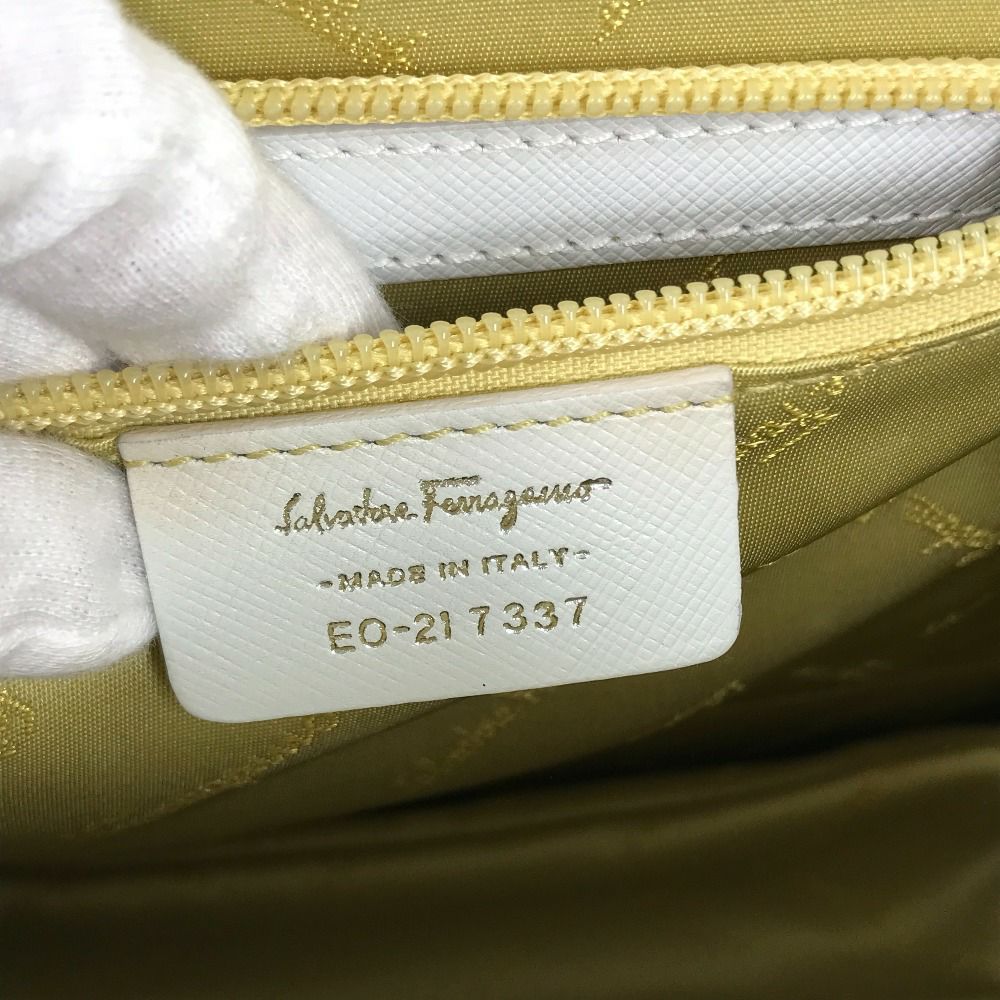 Salvatore Ferragamo
-MADE IN ITALY-
EO-21 7337